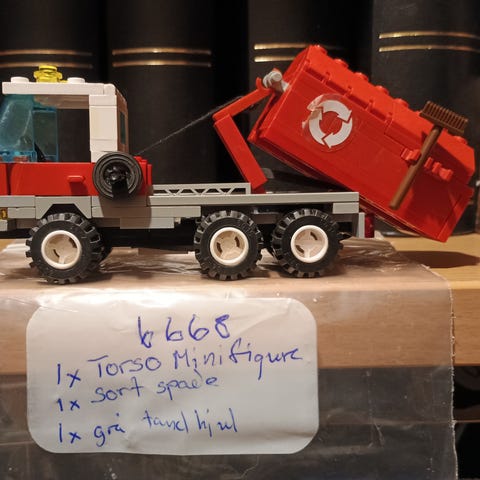 6668
1x Torso Minifigure
1x sort spade
1x grå tandhjul